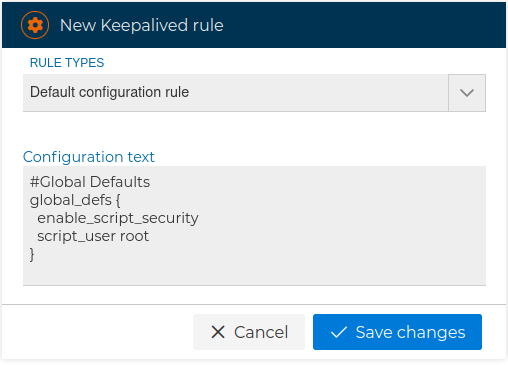 New Keepalived rule
RULE TYPES
Default configuration rule
Configuration text
#Global Defaults
global_defs {
  enable_script_security
  script_user root
}
Cancel
Save changes